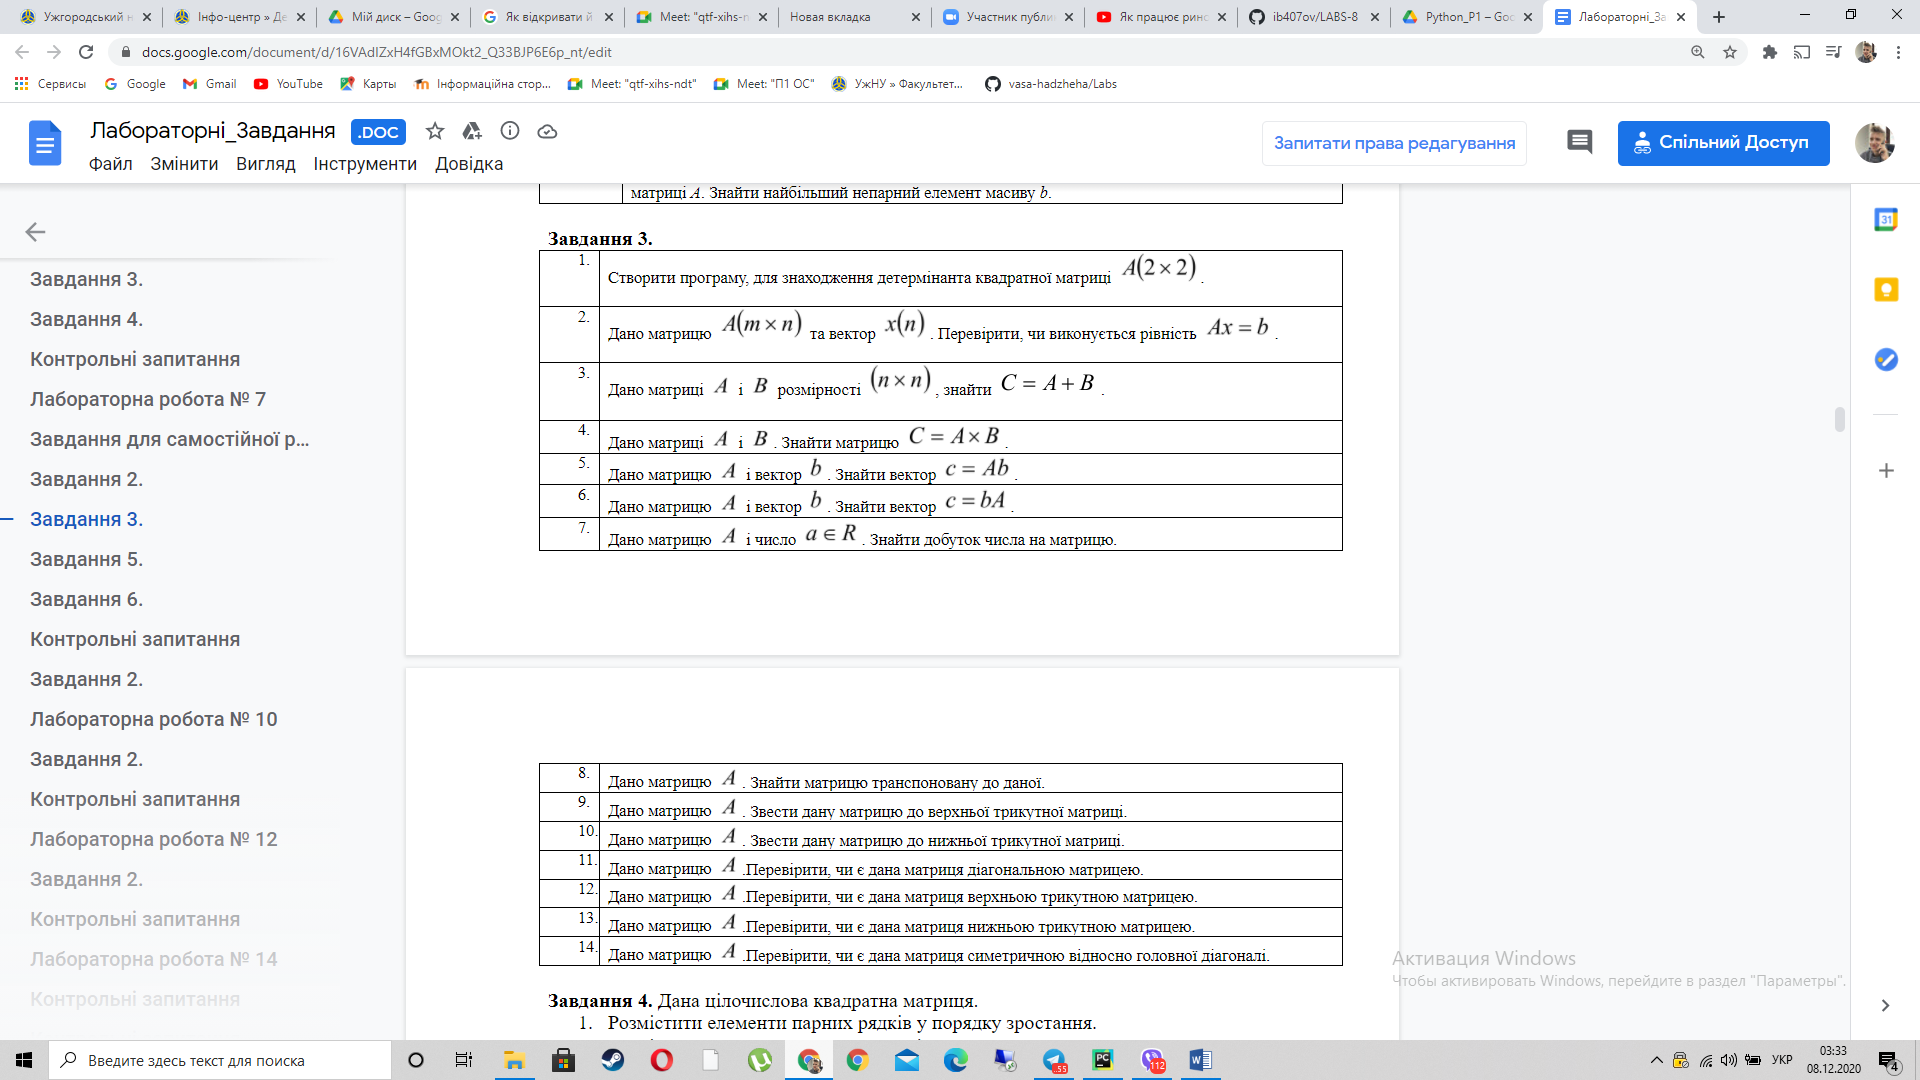 Ужгородський н
Інфо-центр » Де
Мій диск – Goog
Як відкривати й
Meet: "qtf-xihs-n
Новая вкладка
Участник публи
Як працює рино
ib407ov/LABS-8
Python_P1 – Goo
Лабораторні_За
docs.google.com/document/d/16VAdIZxH4fGBxMOkt2_Q33BJP6E6p_nt/edit
Сервисы
Google
Gmail
YouTube
Карты
Інформаційна стор...
Meet: "qtf-xihs-ndt"
Meet: "П1 ОС"
УжНУ » Факультет...
vasa-hadzheha/Labs
Лабораторні_Завдання
.DOC
Файл Змінити Вигляд Інструменти Довідка
Запитати права редагування
Спільний Доступ
Завдання 3.
Завдання 4.
Контрольні запитання
Лабораторна робота № 7
Завдання для самостійної р...
Завдання 2.
Завдання 3.
Завдання 5.
Завдання 6.
Контрольні запитання
Завдання 2.
Лабораторна робота № 10
Завдання 2.
Контрольні запитання
Лабораторна робота № 12
Завдання 2.
Контрольні запитання
Лабораторна робота № 14
Контрольні запитання
матриці A. Знайти найбільший непарний елемент масиву b.
Завдання 3.
1. Створити програму, для знаходження детермінанта квадратної матриці A(2 × 2) .
2. Дано матрицю A(m × n) та вектор x(n) . Перевірити, чи виконується рівність Ax = b .
3. Дано матриці A і B розмірності (n × n) , знайти C = A + B .
4. Дано матриці A і B . Знайти матрицю C = A × B .
5. Дано матрицю A і вектор b . Знайти вектор c = Ab .
6. Дано матрицю A і вектор b . Знайти вектор c = bA .
7. Дано матрицю A і число a ∈ R . Знайти добуток числа на матрицю.
8. Дано матрицю A . Знайти матрицю транспоновану до даної.
9. Дано матрицю A . Звести дану матрицю до верхньої трикутної матриці.
10. Дано матрицю A . Звести дану матрицю до нижньої трикутної матриці.
11. Дано матрицю A .Перевірити, чи є дана матриця діагональною матрицею.
12. Дано матрицю A .Перевірити, чи є дана матриця верхньою трикутною матрицею.
13. Дано матрицю A .Перевірити, чи є дана матриця нижньою трикутною матрицею.
14. Дано матрицю A .Перевірити, чи є дана матриця симетричною відносно головної діагоналі.
Завдання 4. Дана цілочислова квадратна матриця.
1. Розмістити елементи парних рядків у порядку зростання.
31
Активация Windows
Чтобы активировать Windows, перейдите в раздел "Параметры".
Введите здесь текст для поиска
55
PC
112
УКР
03:33
08.12.2020
4